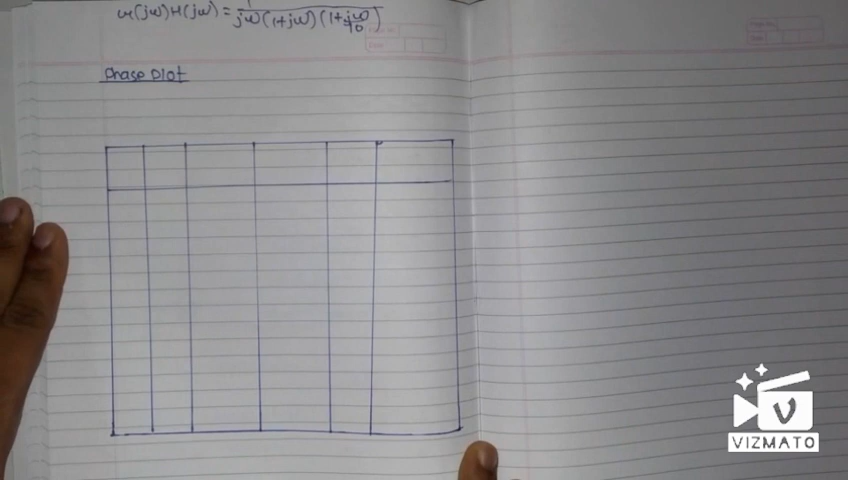 G(jω)H(jω) = 1 / jω(1+jω)(1+jω/10)
Phase Plot
VIZMATO